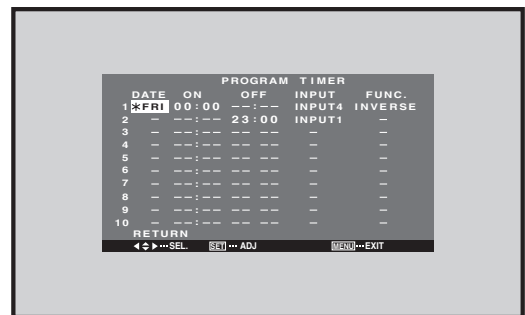 PROGRAM TIMER
DATE ON OFF INPUT FUNC.
1 *FRI 00:00 --:-- INPUT4 INVERSE
2 – --:-- 23:00 INPUT1 –
3 – --:-- --:-- – –
4 – --:-- --:-- – –
5 – --:-- --:-- – –
6 – --:-- --:-- – –
7 – --:-- --:-- – –
8 – --:-- --:-- – –
9 – --:-- --:-- – –
10 – --:-- --:-- – –
RETURN
◀♦▶···SEL. SET ··· ADJ MENU···EXIT